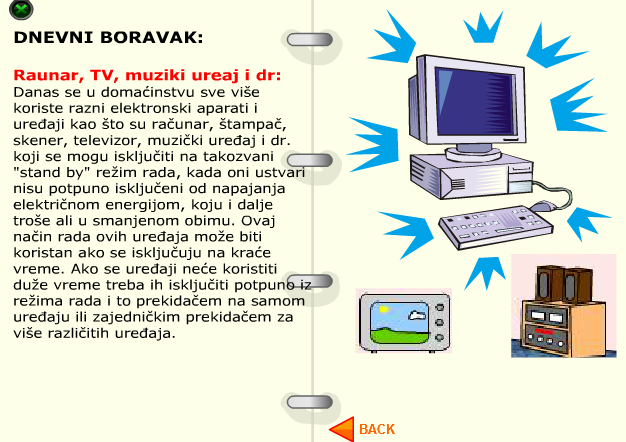 DNEVNI BORAVAK:
Raunar, TV, muziki ureaj i dr:
Danas se u domaćinstvu sve više
koriste razni elektronski aparati i
uređaji kao što su računar, štampač,
skener, televizor, muzički uređaj i dr.
koji se mogu isključiti na takozvani
"stand by" režim rada, kada oni ustvari
nisu potpuno isključeni od napajanja
električnom energijom, koju i dalje
troše ali u smanjenom obimu. Ovaj
način rada ovih uređaja može biti
koristan ako se isključuju na kraće
vreme. Ako se uređaji neće koristiti
duže vreme treba ih isključiti potpuno iz
režima rada i to prekidačem na samom
uređaju ili zajedničkim prekidačem za
više različitih uređaja.
BACK